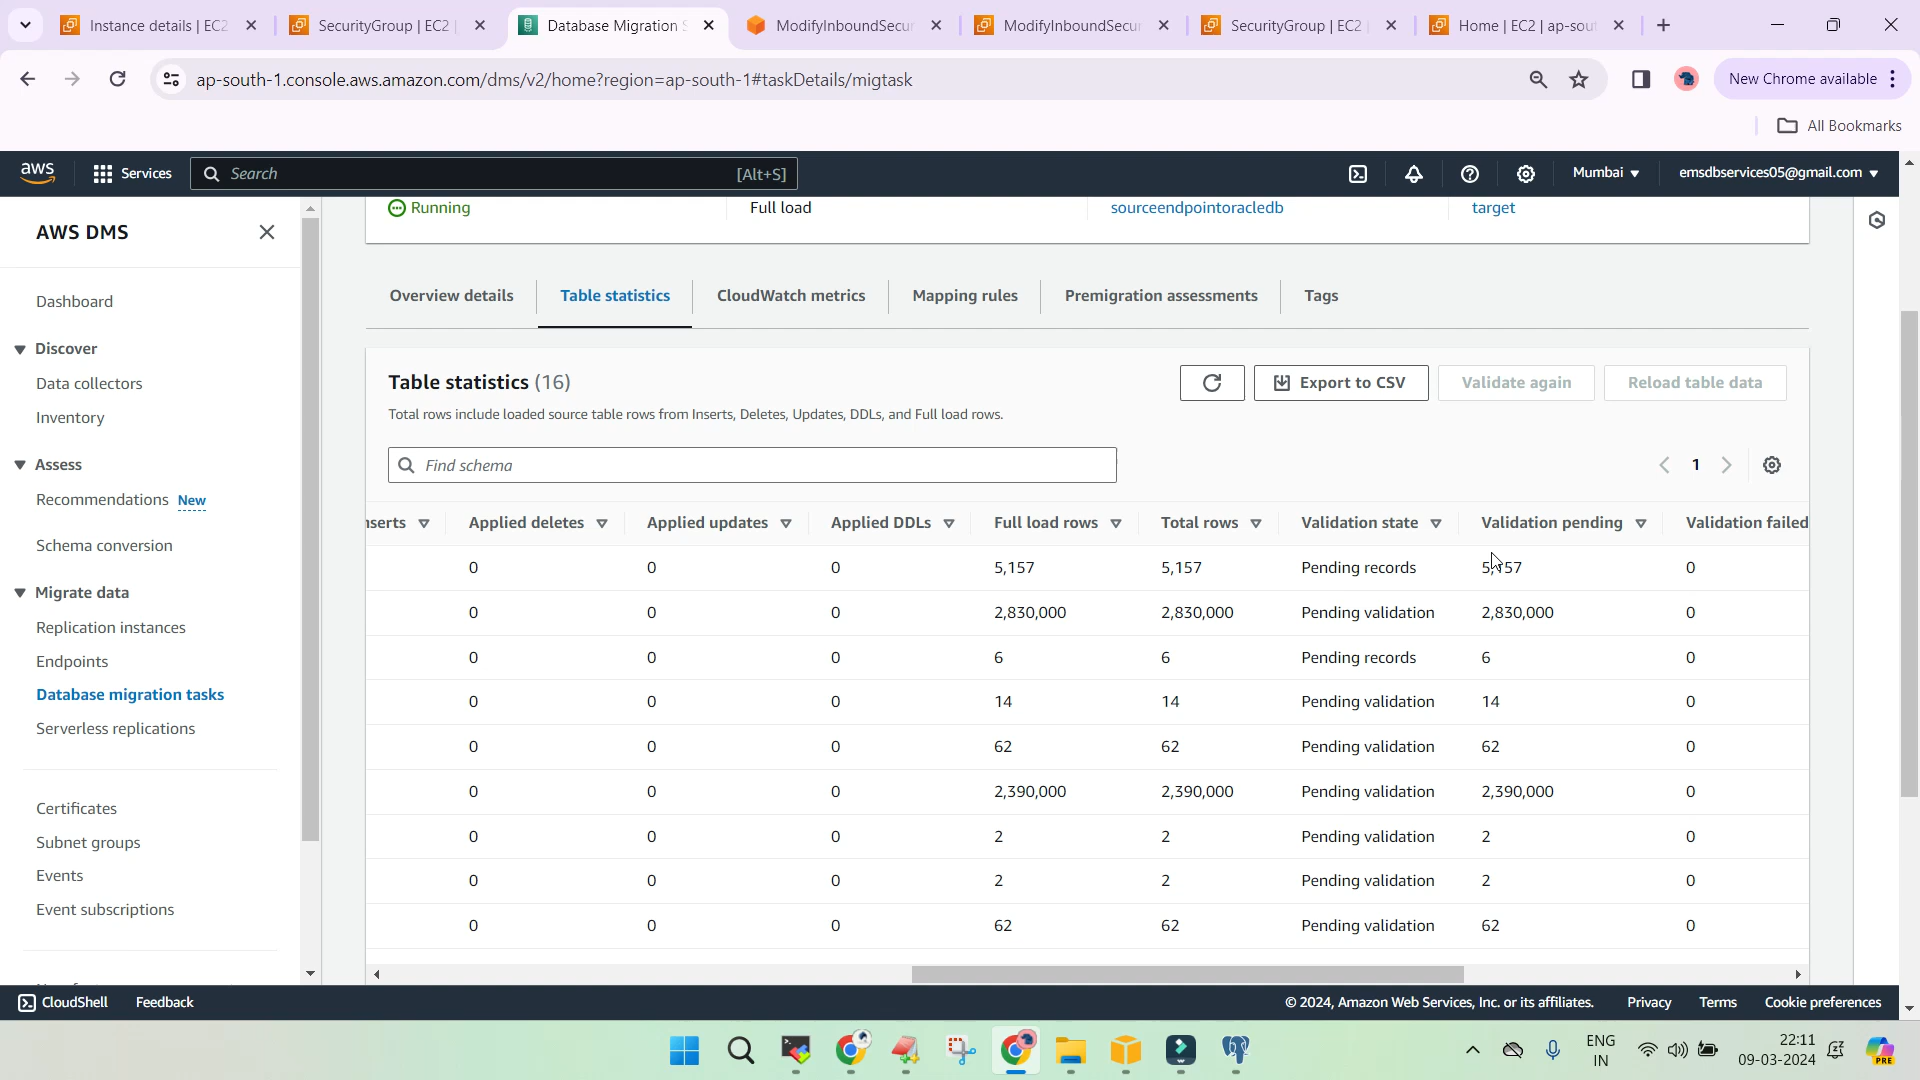 Instance details | EC2
SecurityGroup | EC2 |
Database Migration S
ModifyInboundSecur
ModifyInboundSecur
SecurityGroup | EC2 |
Home | EC2 | ap-sout
ap-south-1.console.aws.amazon.com/dms/v2/home?region=ap-south-1#taskDetails/migtask
New Chrome available
All Bookmarks
aws
Services
Search
[Alt+S]
Mumbai
emsdbservices05@gmail.com
AWS DMS
Dashboard
Discover
Data collectors
Inventory
Assess
Recommendations New
Schema conversion
Migrate data
Replication instances
Endpoints
Database migration tasks
Serverless replications
Certificates
Subnet groups
Events
Event subscriptions
Running Full load sourceendpointoracledb target
Overview details Table statistics CloudWatch metrics Mapping rules Premigration assessments Tags
Table statistics (16)
Export to CSV Validate again Reload table data
Total rows include loaded source table rows from Inserts, Deletes, Updates, DDLs, and Full load rows.
Find schema
1
nserts Applied deletes Applied updates Applied DDLs Full load rows Total rows Validation state Validation pending Validation failed
0 0 0 5,157 5,157 Pending records 5,157 0
0 0 0 2,830,000 2,830,000 Pending validation 2,830,000 0
0 0 0 6 6 Pending records 6 0
0 0 0 14 14 Pending validation 14 0
0 0 0 62 62 Pending validation 62 0
0 0 0 2,390,000 2,390,000 Pending validation 2,390,000 0
0 0 0 2 2 Pending validation 2 0
0 0 0 2 2 Pending validation 2 0
0 0 0 62 62 Pending validation 62 0
CloudShell Feedback
© 2024, Amazon Web Services, Inc. or its affiliates. Privacy Terms Cookie preferences
ENG
IN
22:11
09-03-2024
PRE